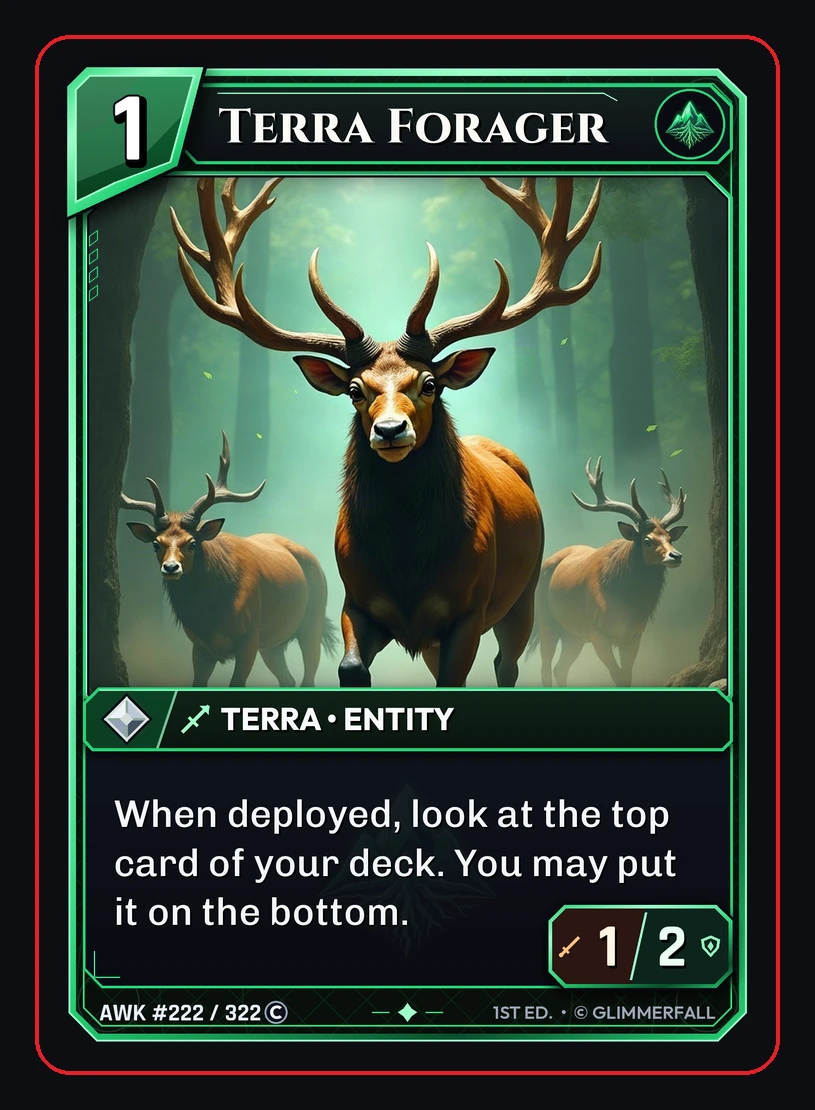 1
Terra Forager
TERRA • ENTITY
When deployed, look at the top
card of your deck. You may put
it on the bottom.
1 / 2
AWK #222 / 322 C
1ST ED. • © GLIMMERFALL